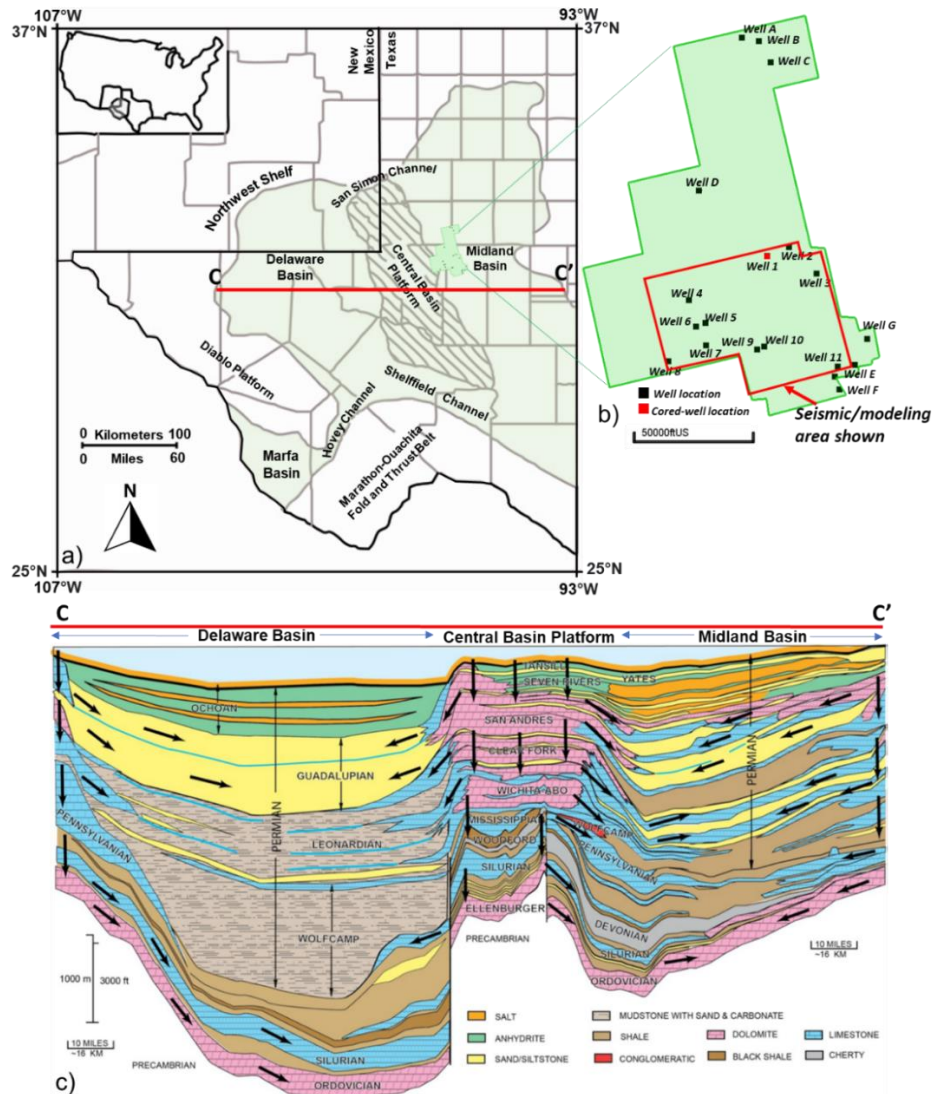 107°W
93°W
37°N
37°N
New Mexico
Texas
Northwest Shelf
San Simon Channel
Delaware Basin
Central Basin Platform
Midland Basin
C
C'
Diablo Platform
Hovey Channel
Sheffield Channel
Marfa Basin
Marathon-Ouachita Fold and Thrust Belt
0 Kilometers 100
0 Miles 60
N
a)
25°N
25°N
107°W
93°W
Well A
Well B
Well C
Well D
Well 1
Well 2
Well 3
Well 4
Well 5
Well 6
Well 7
Well 8
Well 9
Well 10
Well 11
Well G
Well E
Well F
b)
Well location
Cored-well location
50000ftUS
Seismic/modeling area shown
C
C'
Delaware Basin
Central Basin Platform
Midland Basin
OCHOAN
GUADALUPIAN
PERMIAN
LEONARDIAN
WOLFCAMP
PENNSYLVANIAN
SILURIAN
ORDOVICIAN
PRECAMBRIAN
TANSILL
SEVEN RIVERS
YATES
SAN ANDRES
CLEAR FORK
WICHITA ABO
MISSISSIPPIA
WOODFORD
SILURIAN
ELLENBURGER
PRECAMBRIAN
WOLFCAMP
PENNSYLVANIAN
PERMIAN
DEVONIAN
SILURIAN
ORDOVICIAN
1000 m
3000 ft
10 MILES
~16 KM
10 MILES
~16 KM
SALT
ANHYDRITE
SAND/SILTSTONE
MUDSTONE WITH SAND & CARBONATE
SHALE
CONGLOMERATIC
BLACK SHALE
DOLOMITE
LIMESTONE
CHERTY
c)